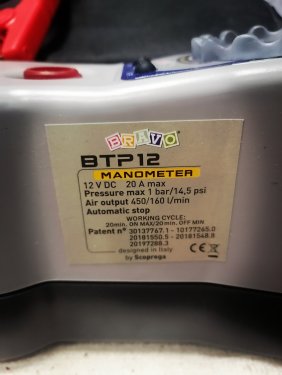 BRAVO
BTP12
MANOMETER
12 V DC 20 A max
Pressure max 1 bar/14,5 psi
Air output 450/160 l/min
Automatic stop
WORKING CYCLE:
20min. ON MAX/20 min. OFF MIN
Patent n° 30137767.1 - 10177265.0
20181550.5 - 20181548.8
20197288.3
designed in Italy
by Scoprega
CE